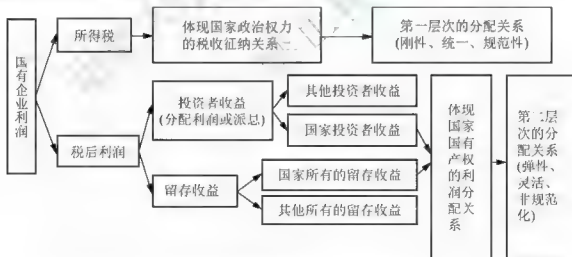 国有企业利润
所得税
体现国家政治权力
的税收征纳关系
第一层次的分配关系
(刚性、统一、规范性)
税后利润
投资者收益
(分配利润或派息)
其他投资者收益
国家投资者收益
留存收益
国家所有的留存收益
其他所有的留存收益
体现
国家
国有
产权
的利
润分
配关
系
第二层
次的分
配关系
(弹性、
灵活、
非规范
化)